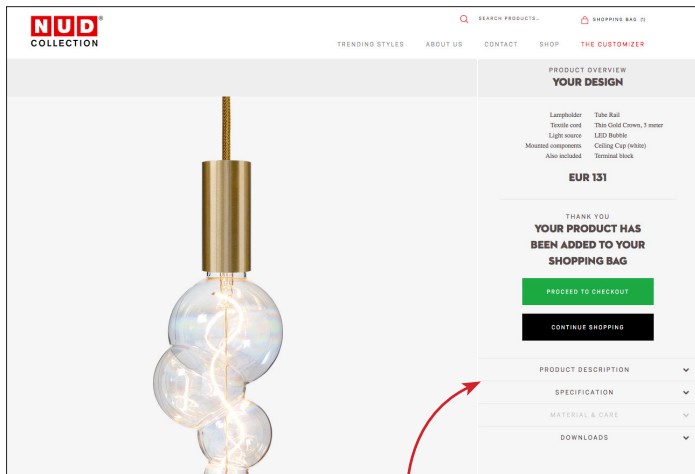 NUD®
COLLECTION
SEARCH PRODUCTS…
SHOPPING BAG (1)
TRENDING STYLES ABOUT US CONTACT SHOP THE CUSTOMIZER
PRODUCT OVERVIEW
YOUR DESIGN
Lampholder Tube Rail
Textile cord Thin Gold Crown, 3 meter
Light source LED Bubble
Mounted components Ceiling Cup (white)
Also included Terminal block
EUR 131
THANK YOU
YOUR PRODUCT HAS
BEEN ADDED TO YOUR
SHOPPING BAG
PROCEED TO CHECKOUT
CONTINUE SHOPPING
PRODUCT DESCRIPTION
SPECIFICATION
MATERIAL & CARE
DOWNLOADS